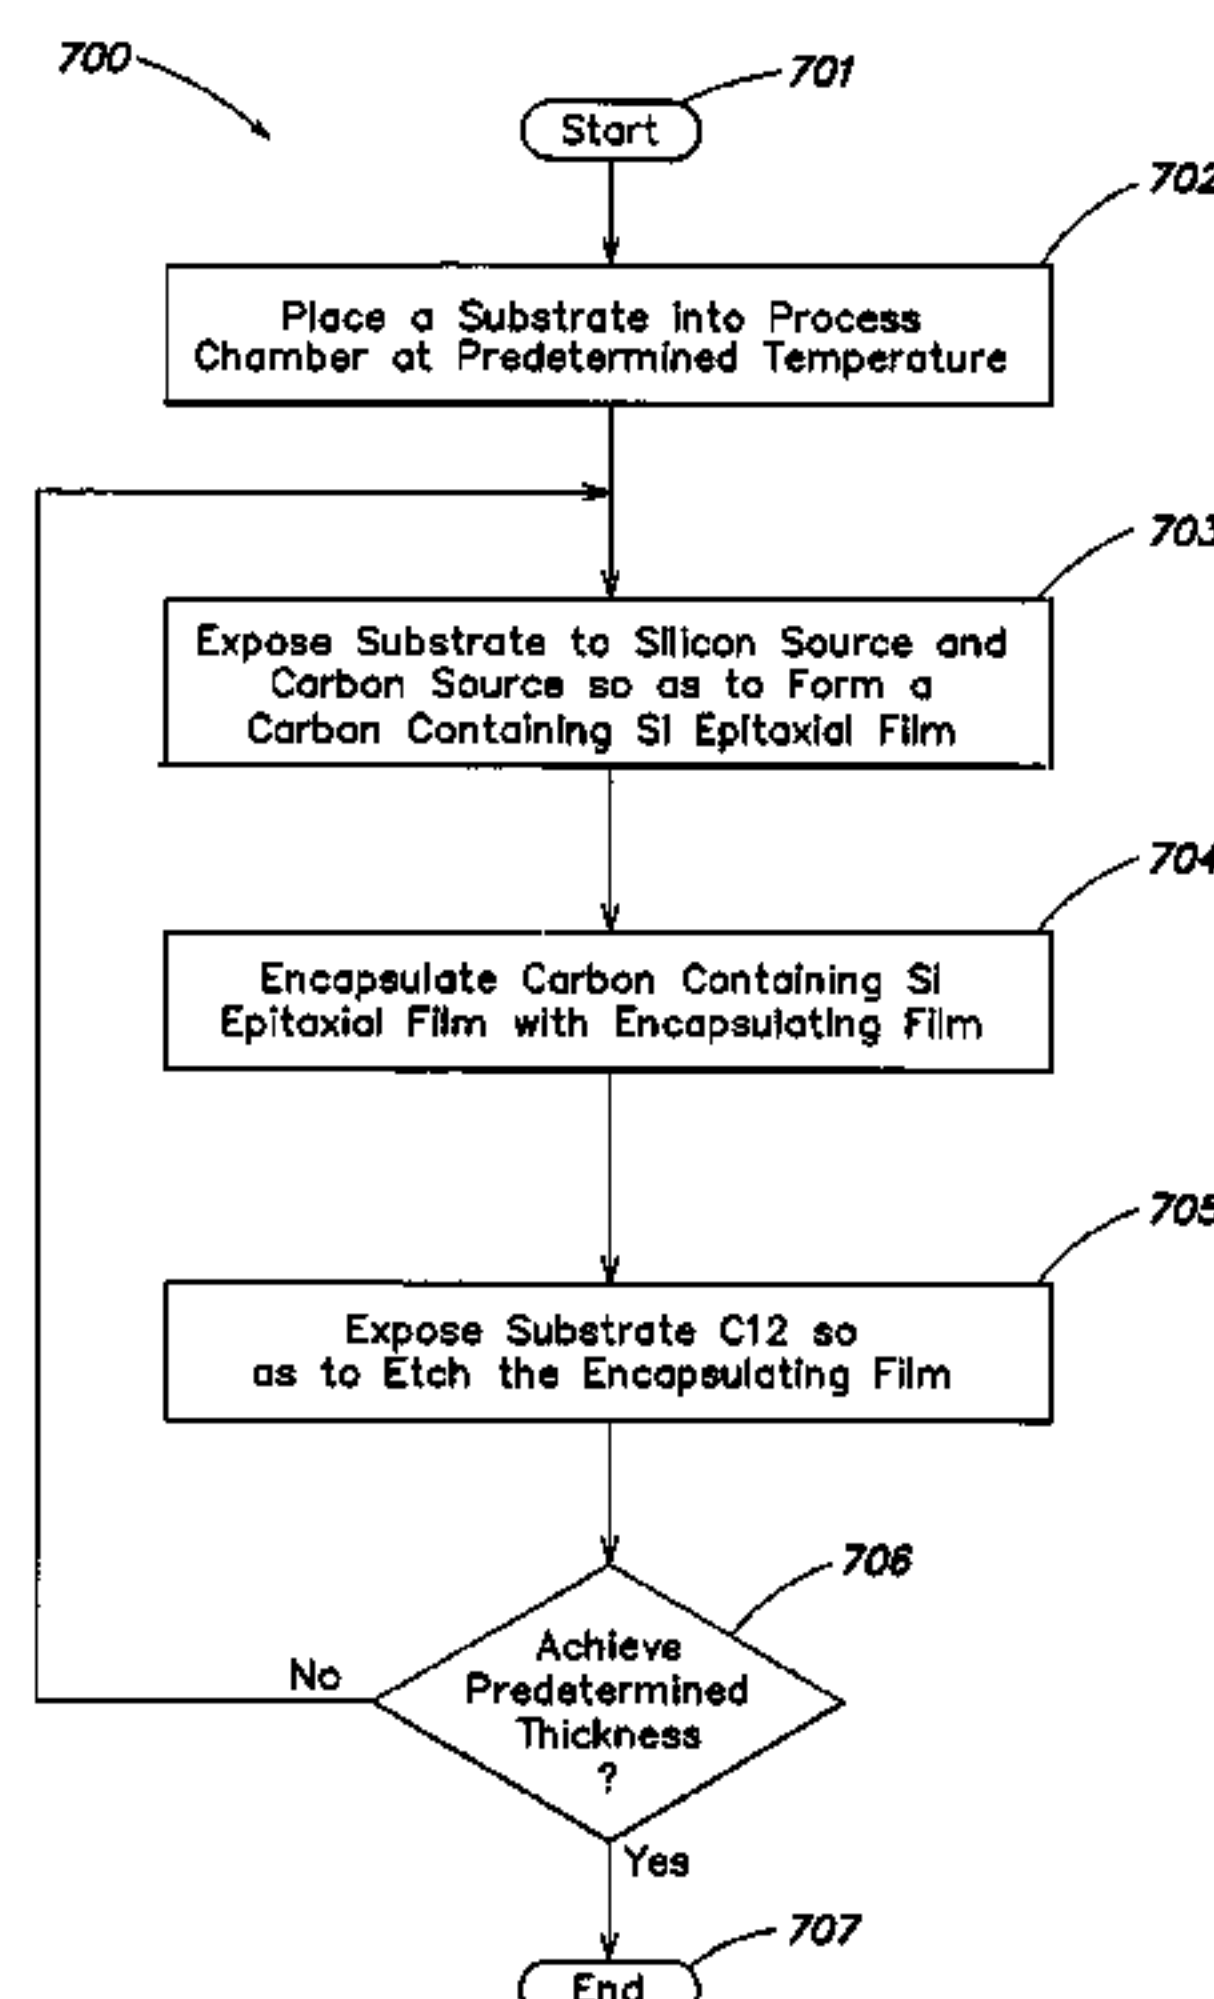 700
701
Start
702
Place a Substrate into Process
Chamber at Predetermined Temperature
703
Expose Substrate to Silicon Source and
Carbon Source so as to Form a
Carbon Containing Si Epitaxial Film
704
Encapsulate Carbon Containing Si
Epitaxial Film with Encapsulating Film
705
Expose Substrate C12 so
as to Etch the Encapsulating Film
706
Achieve
Predetermined
Thickness
?
No
Yes
707
End